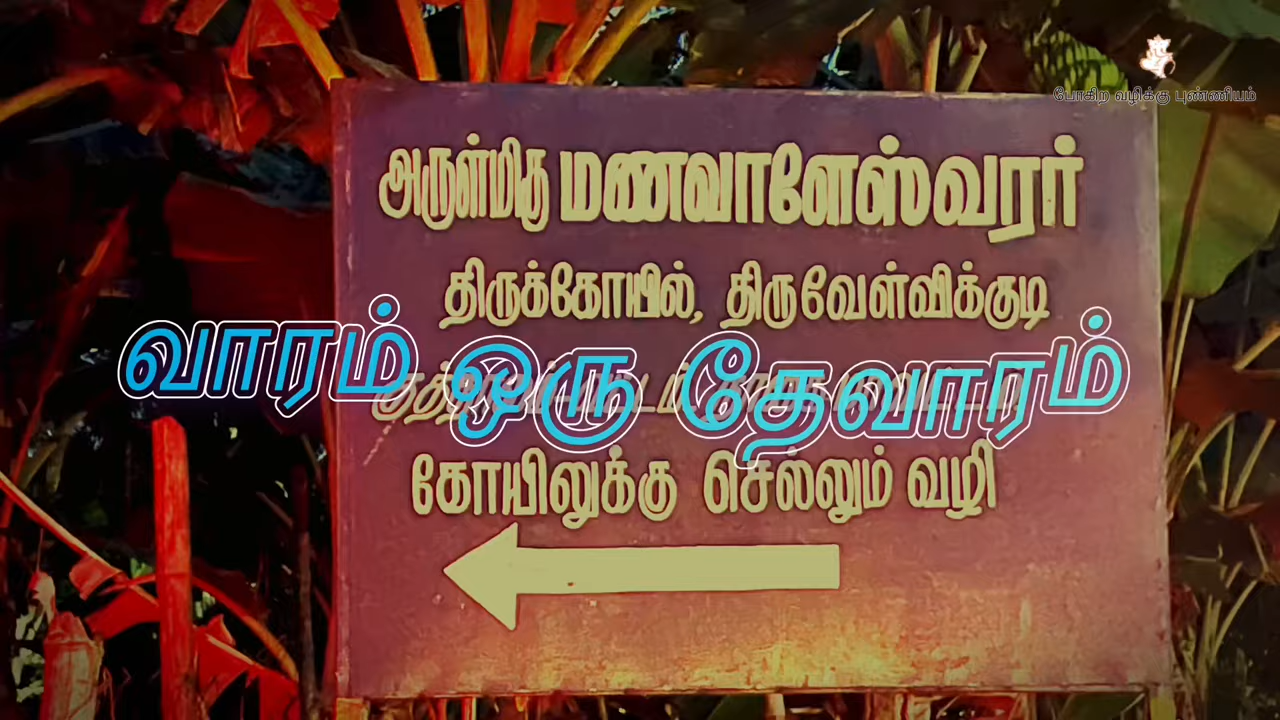 போகிற வழிக்கு புண்ணியம்
அருள்மிகு மணவாளேஸ்வரர்
திருக்கோயில், திருவேள்விக்குடி
வாரம் ஒரு தேவாரம்
கோயிலுக்கு செல்லும் வழி